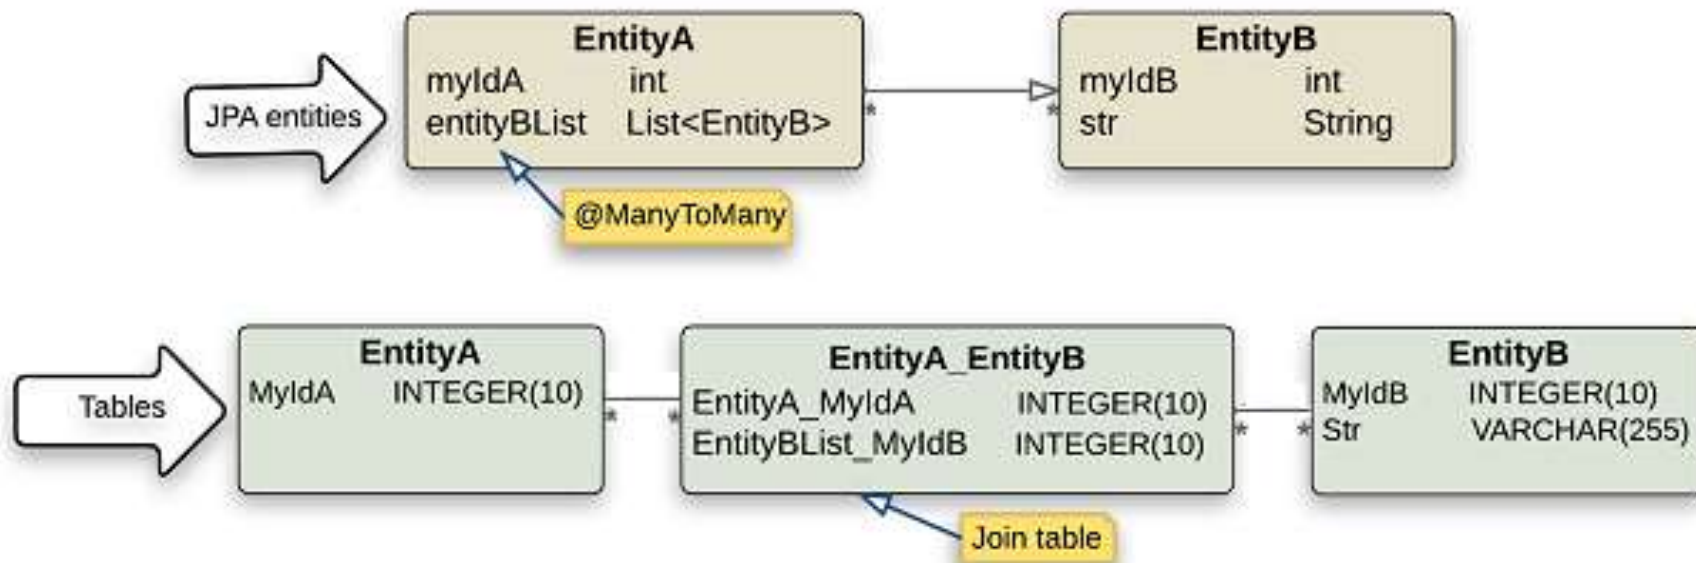 JPA entities
EntityA
myIdA int
entityBList List<EntityB>
*
*
EntityB
myIdB int
str String
@ManyToMany
Tables
EntityA
MyIdA INTEGER(10)
*
*
EntityA_EntityB
EntityA_MyIdA INTEGER(10)
EntityBList_MyIdB INTEGER(10)
*
*
EntityB
MyIdB INTEGER(10)
Str VARCHAR(255)
Join table